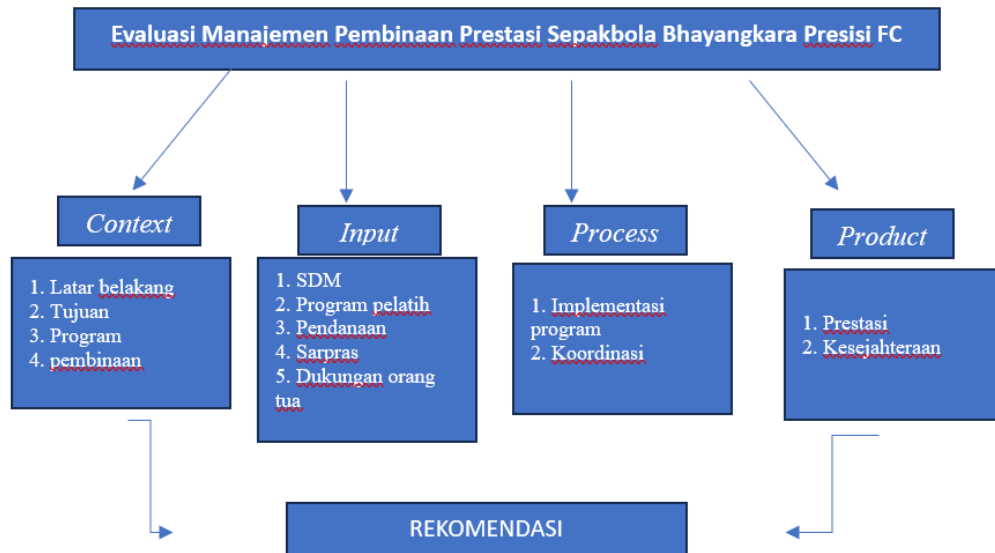 Evaluasi Manajemen Pembinaan Prestasi Sepakbola Bhayangkara Presisi FC
Context
1. Latar belakang
2. Tujuan
3. Program
4. pembinaan
Input
1. SDM
2. Program pelatih
3. Pendanaan
4. Sarpras
5. Dukungan orang
tua
Process
1. Implementasi
program
2. Koordinasi
Product
1. Prestasi
2. Kesejahteraan
REKOMENDASI